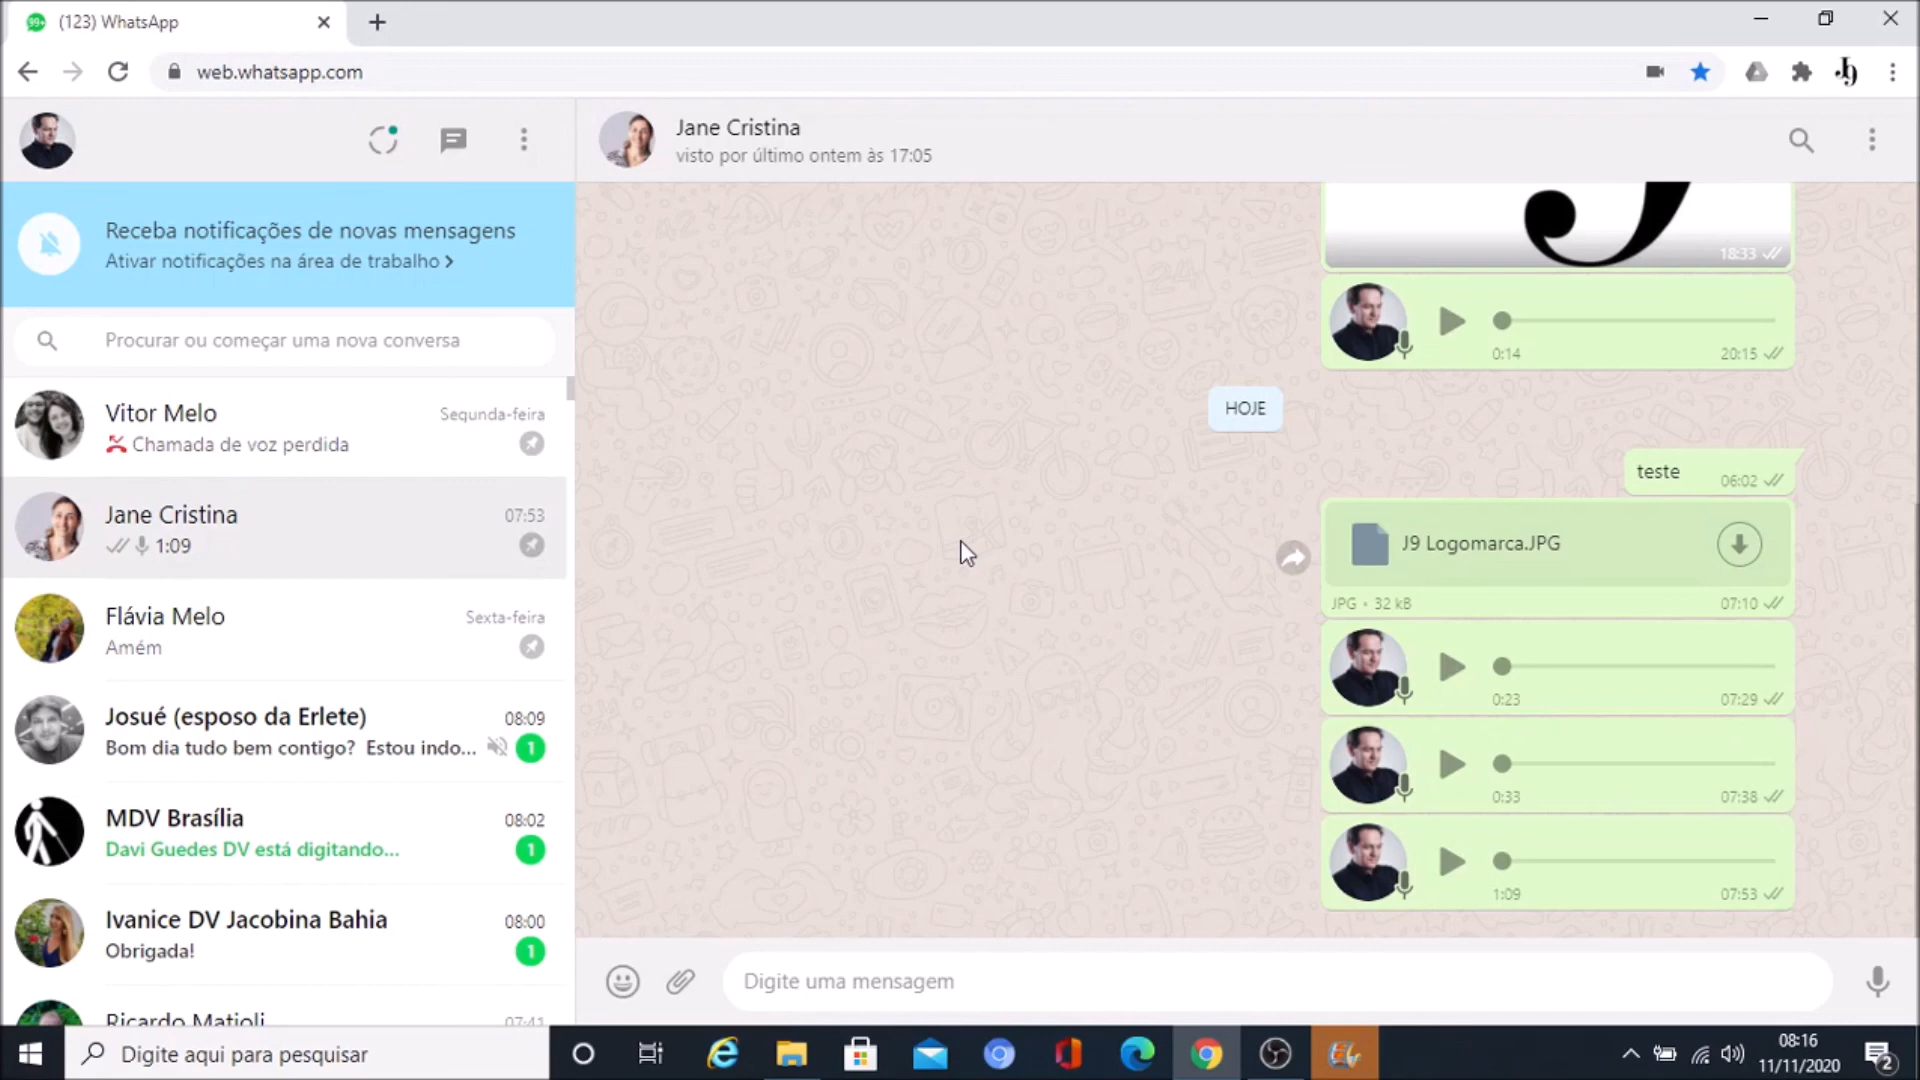 99+ (123) WhatsApp
web.whatsapp.com
J9
Receba notificações de novas mensagens
Ativar notificações na área de trabalho >
Procurar ou começar uma nova conversa
Vitor Melo Segunda-feira
Chamada de voz perdida
Jane Cristina 07:53
1:09
Flávia Melo Sexta-feira
Amém
Josué (esposo da Erlete) 08:09
Bom dia tudo bem contigo? Estou indo... 1
MDV Brasília 08:02
Davi Guedes DV está digitando... 1
Ivanice DV Jacobina Bahia 08:00
Obrigada! 1
Ricardo Matioli 07:41
Jane Cristina
visto por último ontem às 17:05
18:33
0:14 20:15
HOJE
teste 06:02
J9 Logomarca.JPG
JPG • 32 kB 07:10
0:23 07:29
0:33 07:38
1:09 07:53
Digite uma mensagem
Digite aqui para pesquisar
08:16
11/11/2020
2